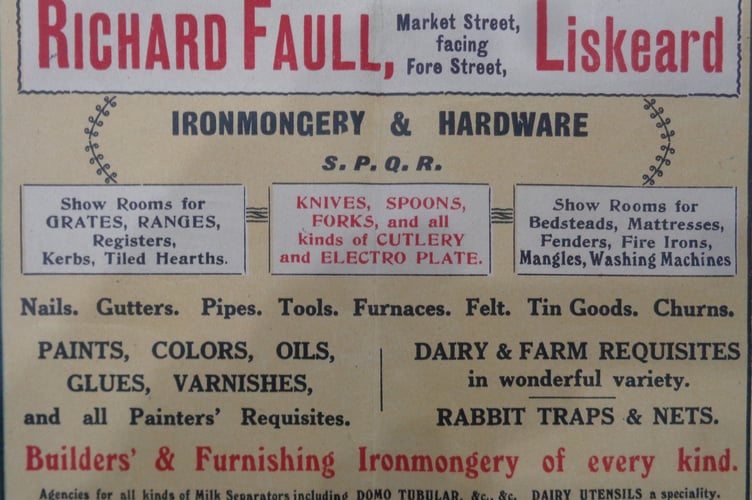 RICHARD FAULL, Market Street, facing Fore Street, Liskeard
IRONMONGERY & HARDWARE
S. P. Q. R.
Show Rooms for
GRATES, RANGES,
Registers,
Kerbs, Tiled Hearths.
KNIVES, SPOONS,
FORKS, and all
kinds of CUTLERY
and ELECTRO PLATE.
Show Rooms for
Bedsteads, Mattresses,
Fenders, Fire Irons,
Mangles, Washing Machines
Nails. Gutters. Pipes. Tools. Furnaces. Felt. Tin Goods. Churns.
PAINTS, COLORS, OILS,
GLUES, VARNISHES,
and all Painters' Requisites.
DAIRY & FARM REQUISITES
in wonderful variety.
RABBIT TRAPS & NETS.
Builders' & Furnishing Ironmongery of every kind.
Agencies for all kinds of Milk Separators including DOMO TUBULAR, &c., &c. DAIRY UTENSILS a speciality.